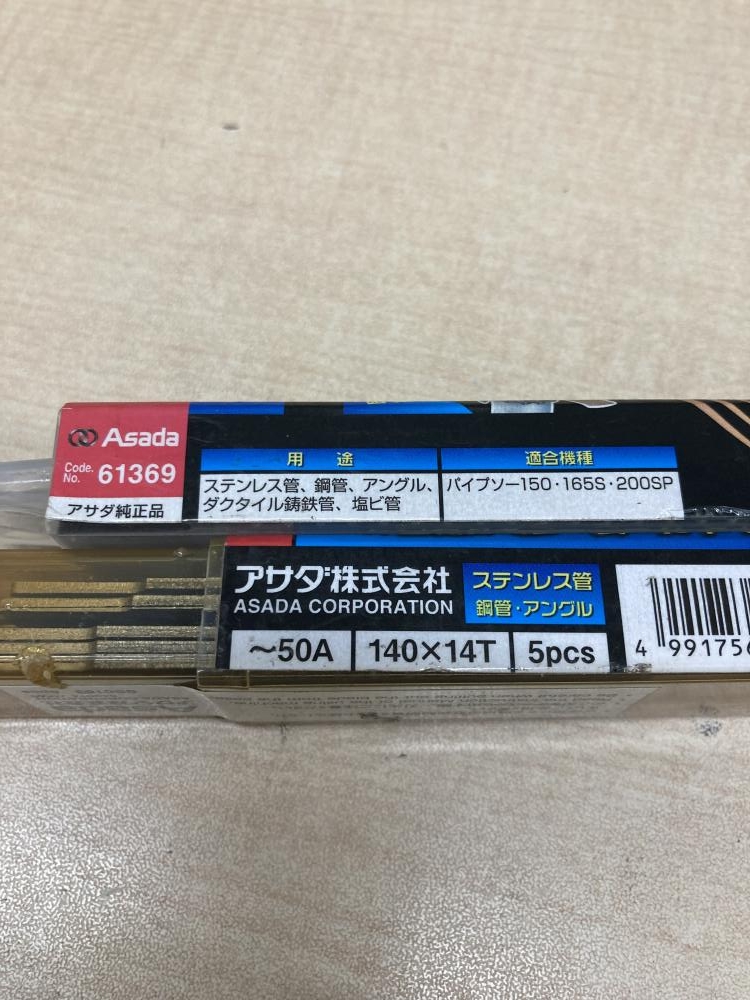 Asada
Code. No. 61369
アサダ純正品
用途
適合機種
ステンレス管、鋼管、アングル、
ダクタイル鋳鉄管、塩ビ管
パイプソー150・165S・200SP
アサダ株式会社
ASADA CORPORATION
ステンレス管
鋼管・アングル
～50A
140×14T
5pcs
4 991756